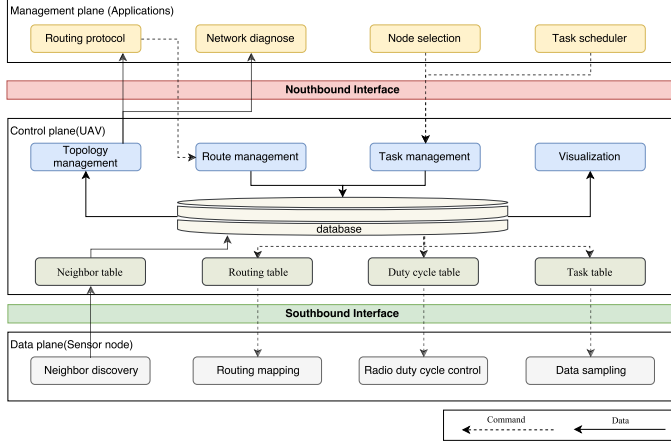 Management plane (Applications)
Routing protocol
Network diagnose
Node selection
Task scheduler
Nouthbound Interface
Control plane(UAV)
Topology
management
Route management
Task management
Visualization
database
Neighbor table
Routing table
Duty cycle table
Task table
Southbound Interface
Data plane(Sensor node)
Neighbor discovery
Routing mapping
Radio duty cycle control
Data sampling
Command
Data